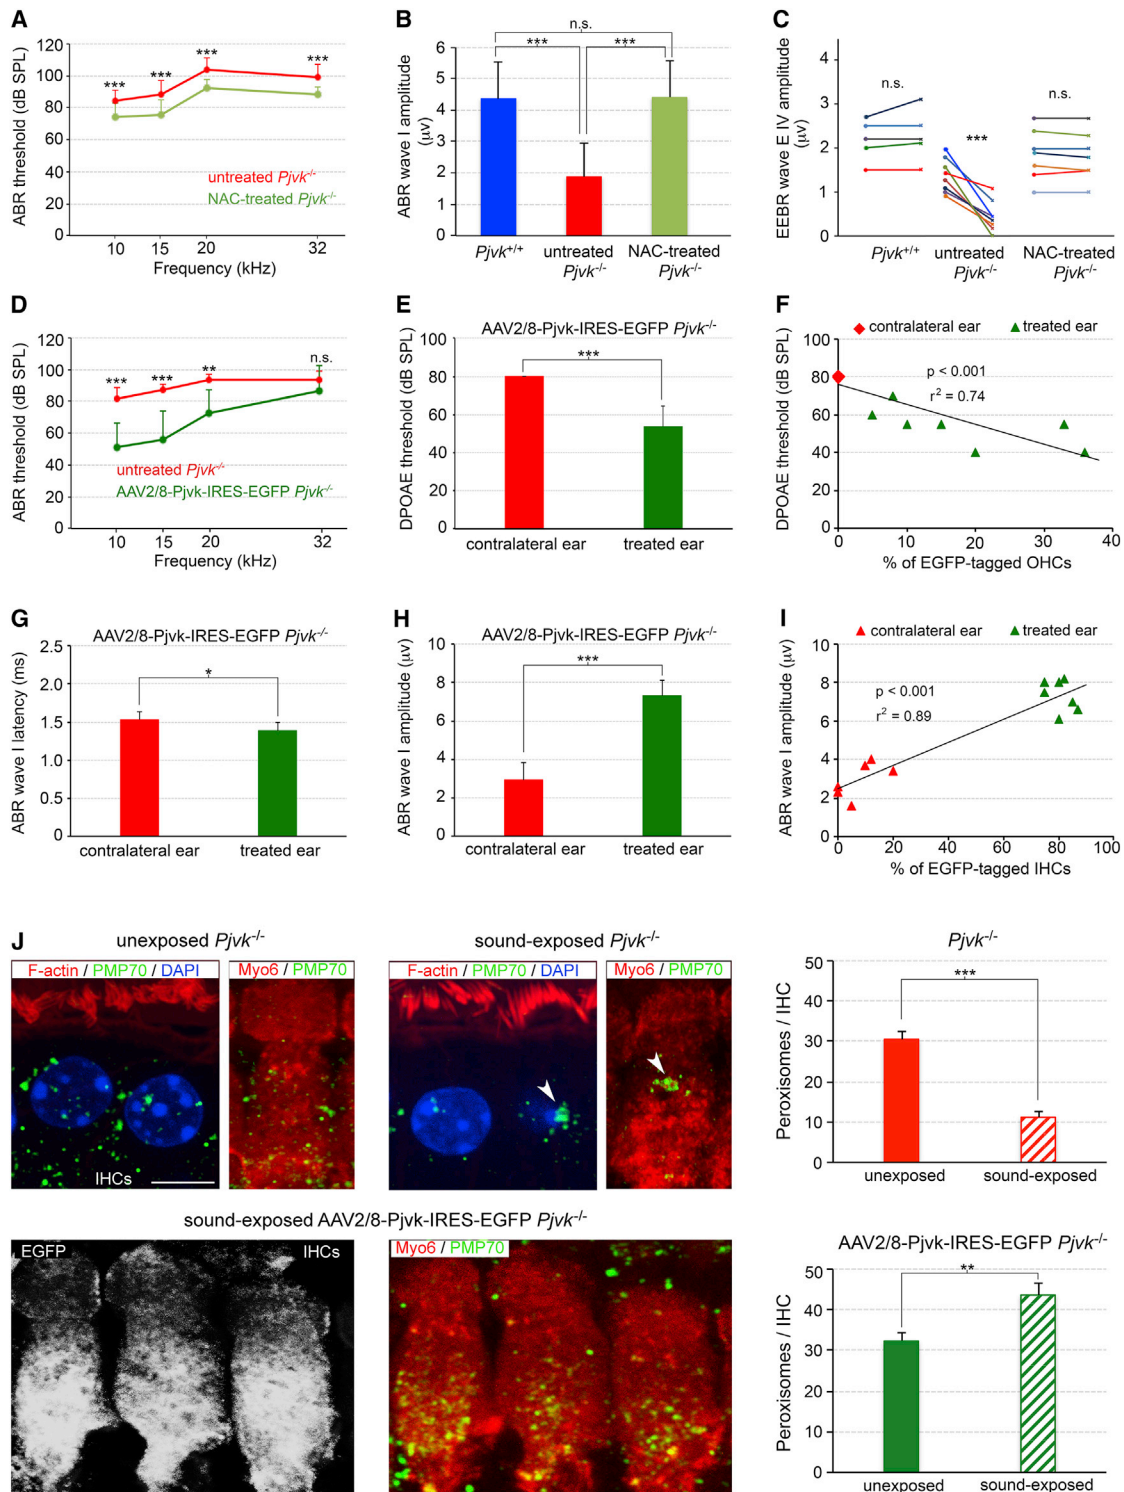 A
ABR threshold (dB SPL)
120
100
80
60
40
20
0
***
***
***
***
untreated Pjvk-/-
NAC-treated Pjvk-/-
10 15 20 32
Frequency (kHz)
B
ABR wave I amplitude
(μv)
6
5
4
3
2
1
0
n.s.
*** ***
Pjvk+/+ untreated Pjvk-/- NAC-treated Pjvk-/-
C
EEBR wave E IV amplitude
(μv)
4
3
2
1
0
n.s.
***
n.s.
Pjvk+/+ untreated Pjvk-/- NAC-treated Pjvk-/-
D
ABR threshold (dB SPL)
120
100
80
60
40
20
0
***
***
**
n.s.
untreated Pjvk-/-
AAV2/8-Pjvk-IRES-EGFP Pjvk-/-
10 15 20 32
Frequency (kHz)
E
AAV2/8-Pjvk-IRES-EGFP Pjvk-/-
DPOAE threshold (dB SPL)
100
80
60
40
20
0
***
contralateral ear treated ear
F
contralateral ear treated ear
DPOAE threshold (dB SPL)
100
80
60
40
20
0
p < 0.001
r2 = 0.74
0 10 20 30 40
% of EGFP-tagged OHCs
G
AAV2/8-Pjvk-IRES-EGFP Pjvk-/-
ABR wave I latency (ms)
2.5
2.0
1.5
1.0
0.5
0
*
contralateral ear treated ear
H
AAV2/8-Pjvk-IRES-EGFP Pjvk-/-
ABR wave I amplitude (μv)
10
8
6
4
2
0
***
contralateral ear treated ear
I
contralateral ear treated ear
ABR wave I amplitude (μv)
10
8
6
4
2
0
p < 0.001
r2 = 0.89
0 20 40 60 80 100
% of EGFP-tagged IHCs
J
unexposed Pjvk-/-
F-actin / PMP70 / DAPI
Myo6 / PMP70
IHCs
sound-exposed Pjvk-/-
F-actin / PMP70 / DAPI
Myo6 / PMP70
Pjvk-/-
Peroxisomes / IHC
50
40
30
20
10
0
***
unexposed sound-exposed
sound-exposed AAV2/8-Pjvk-IRES-EGFP Pjvk-/-
EGFP
IHCs
Myo6 / PMP70
AAV2/8-Pjvk-IRES-EGFP Pjvk-/-
Peroxisomes / IHC
50
40
30
20
10
0
**
unexposed sound-exposed